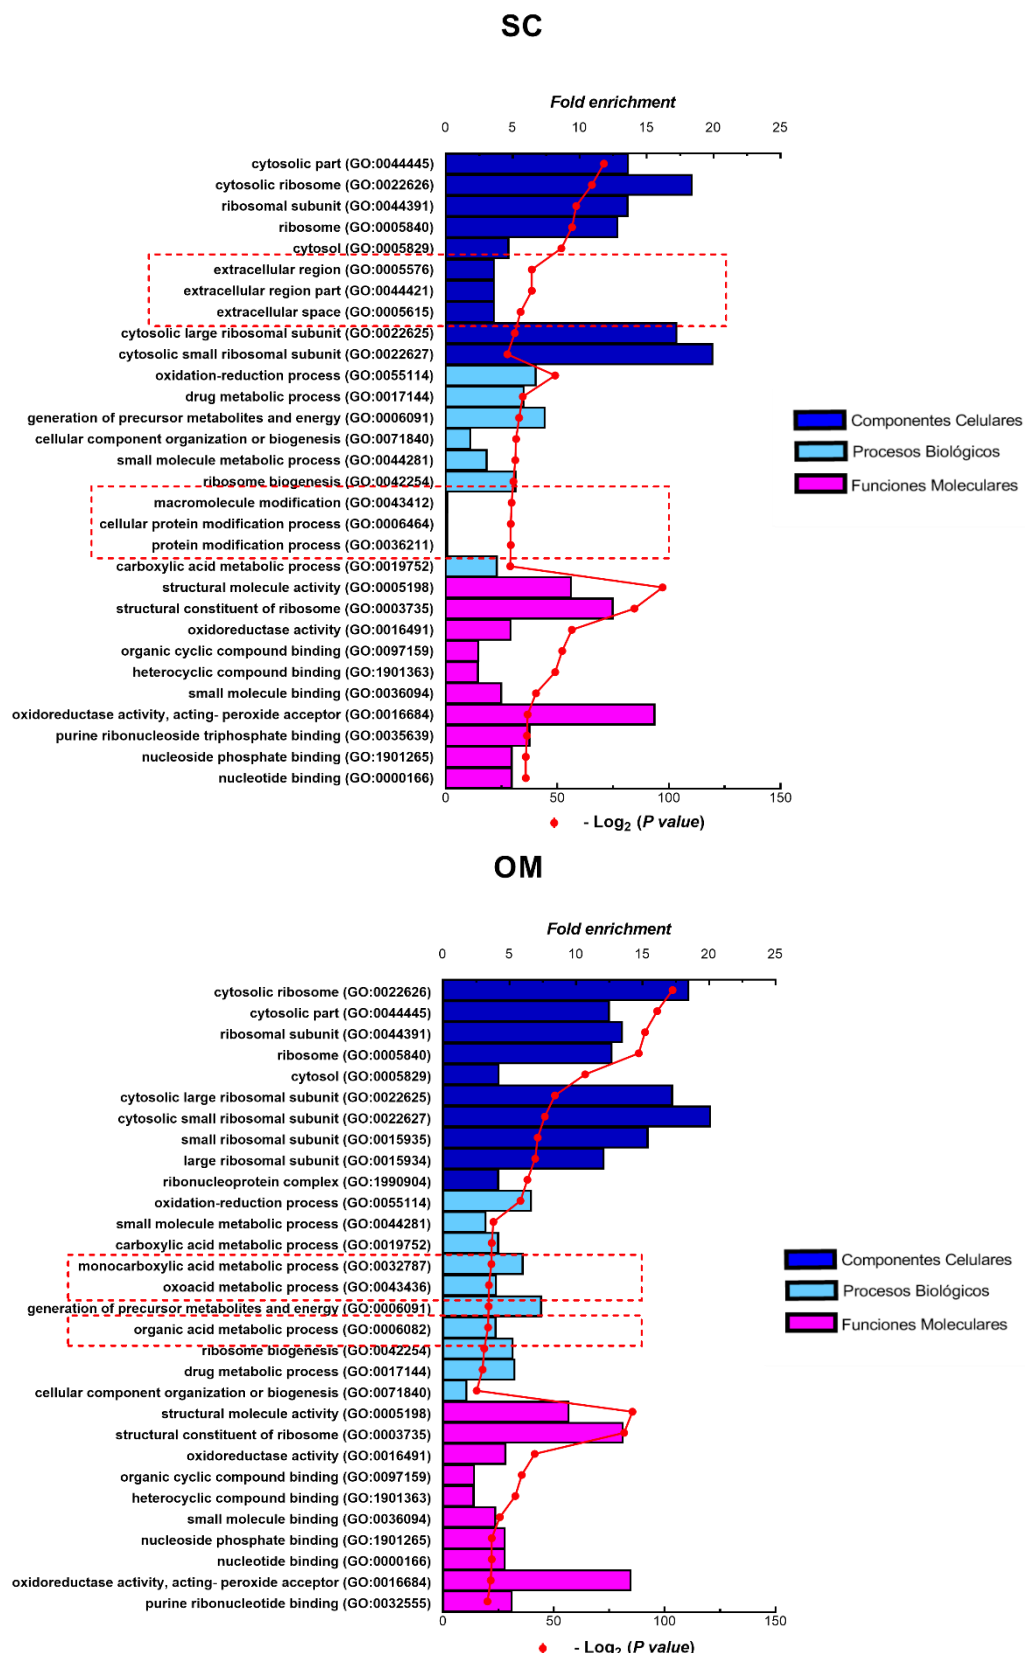 SC
Fold enrichment
0 5 10 15 20 25
cytosolic part (GO:0044445)
cytosolic ribosome (GO:0022626)
ribosomal subunit (GO:0044391)
ribosome (GO:0005840)
cytosol (GO:0005829)
extracellular region (GO:0005576)
extracellular region part (GO:0044421)
extracellular space (GO:0005615)
cytosolic large ribosomal subunit (GO:0022625)
cytosolic small ribosomal subunit (GO:0022627)
oxidation-reduction process (GO:0055114)
drug metabolic process (GO:0017144)
generation of precursor metabolites and energy (GO:0006091)
cellular component organization or biogenesis (GO:0071840)
small molecule metabolic process (GO:0044281)
ribosome biogenesis (GO:0042254)
macromolecule modification (GO:0043412)
cellular protein modification process (GO:0006464)
protein modification process (GO:0036211)
carboxylic acid metabolic process (GO:0019752)
structural molecule activity (GO:0005198)
structural constituent of ribosome (GO:0003735)
oxidoreductase activity (GO:0016491)
organic cyclic compound binding (GO:0097159)
heterocyclic compound binding (GO:1901363)
small molecule binding (GO:0036094)
oxidoreductase activity, acting- peroxide acceptor (GO:0016684)
purine ribonucleoside triphosphate binding (GO:0035639)
nucleoside phosphate binding (GO:1901265)
nucleotide binding (GO:0000166)
Componentes Celulares
Procesos Biológicos
Funciones Moleculares
0 50 100 150
- Log₂ (P value)
OM
Fold enrichment
0 5 10 15 20 25
cytosolic ribosome (GO:0022626)
cytosolic part (GO:0044445)
ribosomal subunit (GO:0044391)
ribosome (GO:0005840)
cytosol (GO:0005829)
cytosolic large ribosomal subunit (GO:0022625)
cytosolic small ribosomal subunit (GO:0022627)
small ribosomal subunit (GO:0015935)
large ribosomal subunit (GO:0015934)
ribonucleoprotein complex (GO:1990904)
oxidation-reduction process (GO:0055114)
small molecule metabolic process (GO:0044281)
carboxylic acid metabolic process (GO:0019752)
monocarboxylic acid metabolic process (GO:0032787)
oxoacid metabolic process (GO:0043436)
generation of precursor metabolites and energy (GO:0006091)
organic acid metabolic process (GO:0006082)
ribosome biogenesis (GO:0042254)
drug metabolic process (GO:0017144)
cellular component organization or biogenesis (GO:0071840)
structural molecule activity (GO:0005198)
structural constituent of ribosome (GO:0003735)
oxidoreductase activity (GO:0016491)
organic cyclic compound binding (GO:0097159)
heterocyclic compound binding (GO:1901363)
small molecule binding (GO:0036094)
nucleoside phosphate binding (GO:1901265)
nucleotide binding (GO:0000166)
oxidoreductase activity, acting- peroxide acceptor (GO:0016684)
purine ribonucleotide binding (GO:0032555)
Componentes Celulares
Procesos Biológicos
Funciones Moleculares
0 50 100 150
- Log₂ (P value)